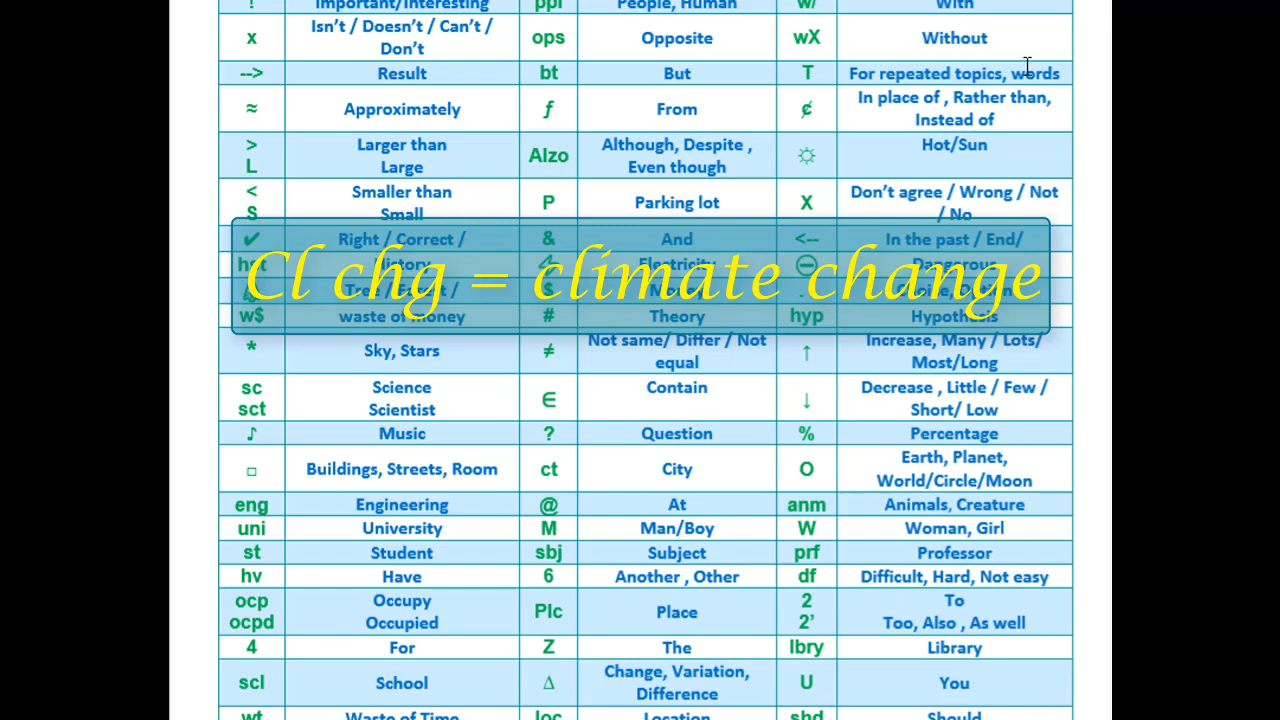 ! Important/Interesting ppl People, Human w/ With
x Isn't / Doesn't / Can't / Don't ops Opposite wX Without
--> Result bt But T For repeated topics, words
≈ Approximately ƒ From ȼ In place of , Rather than, Instead of
> Larger than
L Large
Alzo Although, Despite , Even though
☼ Hot/Sun
< Smaller than
S Small
P Parking lot X Don't agree / Wrong / Not / No
✔ Right / Correct / & And <-- In the past / End/
hst History Electricity ⊖ Dangerous
Tree / Forest / $
w$ waste of money # Theory hyp Hypothesis
Cl chg = climate change
* Sky, Stars ≠ Not same/ Differ / Not equal ↑ Increase, Many / Lots/ Most/Long
sc Science
sct Scientist
∈ Contain ↓ Decrease , Little / Few / Short/ Low
♪ Music ? Question % Percentage
□ Buildings, Streets, Room ct City O Earth, Planet, World/Circle/Moon
eng Engineering @ At anm Animals, Creature
uni University M Man/Boy W Woman, Girl
st Student sbj Subject prf Professor
hv Have 6 Another , Other df Difficult, Hard, Not easy
ocp Occupy
ocpd Occupied
Plc Place
2 To
2' Too, Also , As well
4 For Z The lbry Library
scl School Δ Change, Variation, Difference U You
wt Waste of Time loc Location shd Should